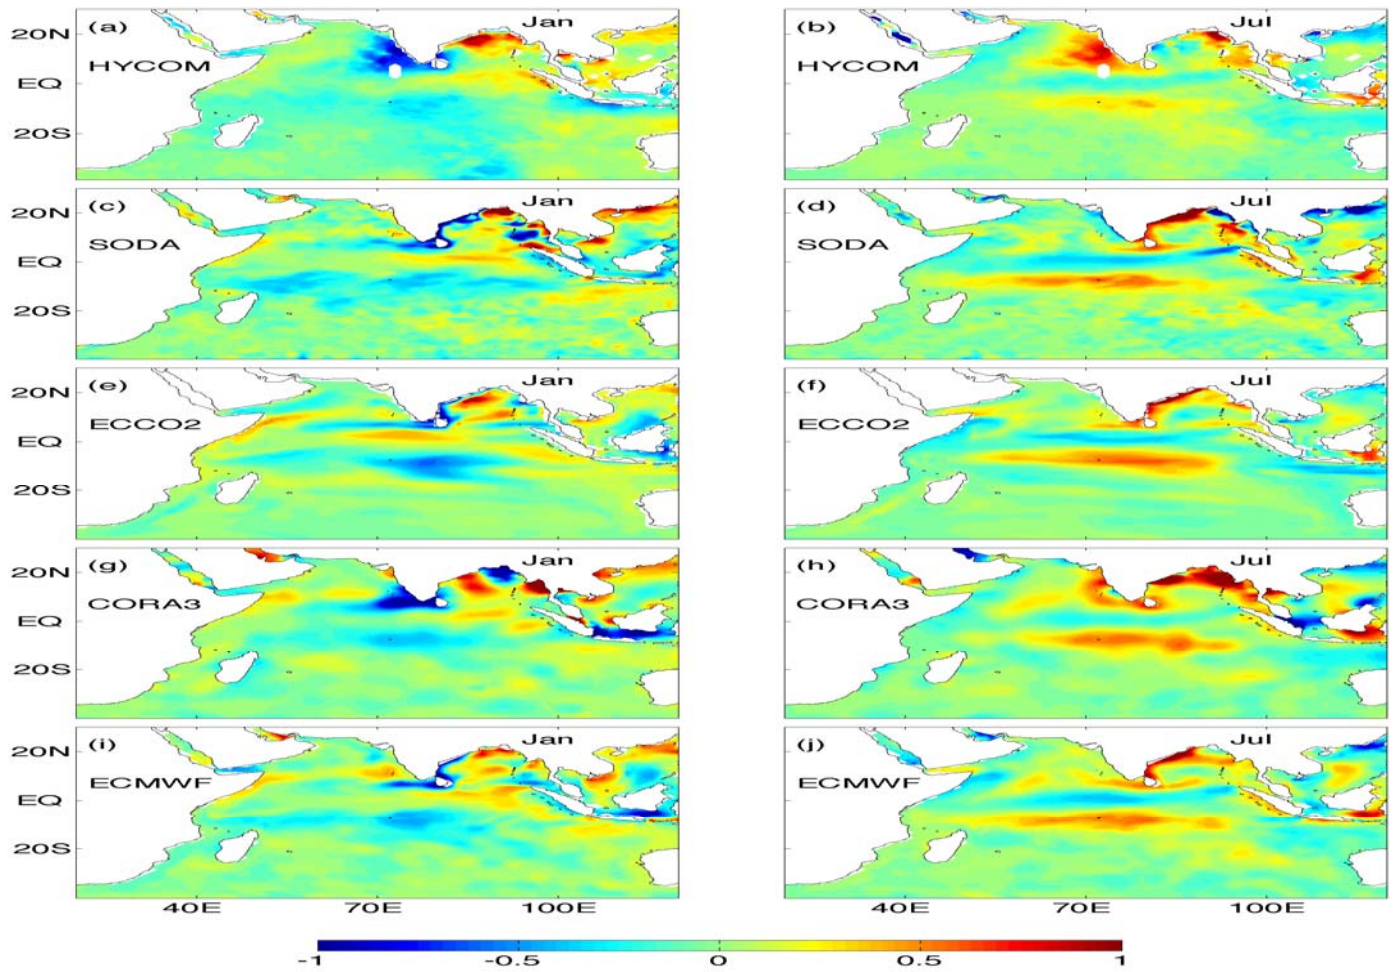 (a) Jan (b) Jul
20N HYCOM HYCOM
EQ
20S
(c) Jan (d) Jul
20N SODA SODA
EQ
20S
(e) Jan (f) Jul
20N ECCO2 ECCO2
EQ
20S
(g) Jan (h) Jul
20N CORA3 CORA3
EQ
20S
(i) Jan (j) Jul
20N ECMWF ECMWF
EQ
20S
40E 70E 100E 40E 70E 100E
-1 -0.5 0 0.5 1